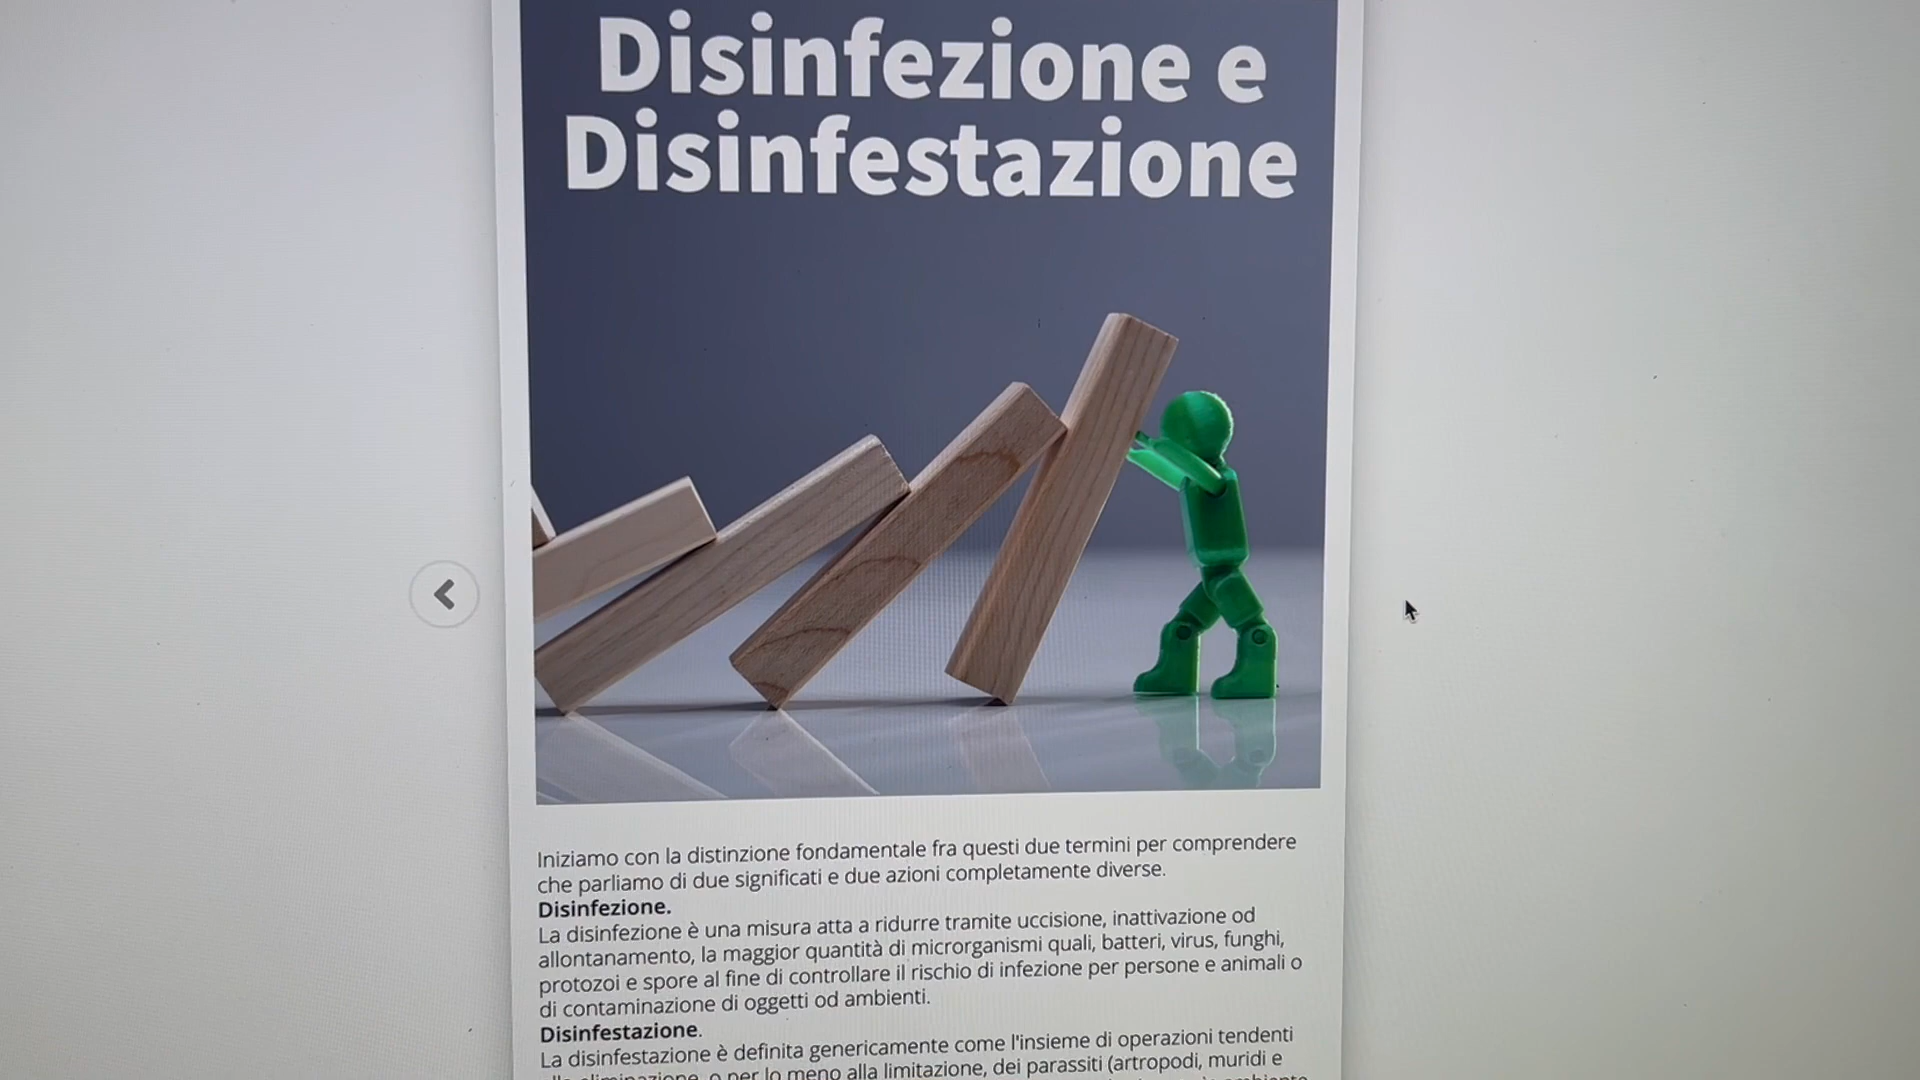 Disinfezione e
Disinfestazione
Iniziamo con la distinzione fondamentale fra questi due termini per comprendere
che parliamo di due significati e due azioni completamente diverse.
Disinfezione.
La disinfezione è una misura atta a ridurre tramite uccisione, inattivazione od
allontanamento, la maggior quantità di microrganismi quali, batteri, virus, funghi,
protozoi e spore al fine di controllare il rischio di infezione per persone e animali o
di contaminazione di oggetti od ambienti.
Disinfestazione.
La disinfestazione è definita genericamente come l'insieme di operazioni tendenti
eliminazione, o per lo meno alla limitazione, dei parassiti (artropodi, muridi e